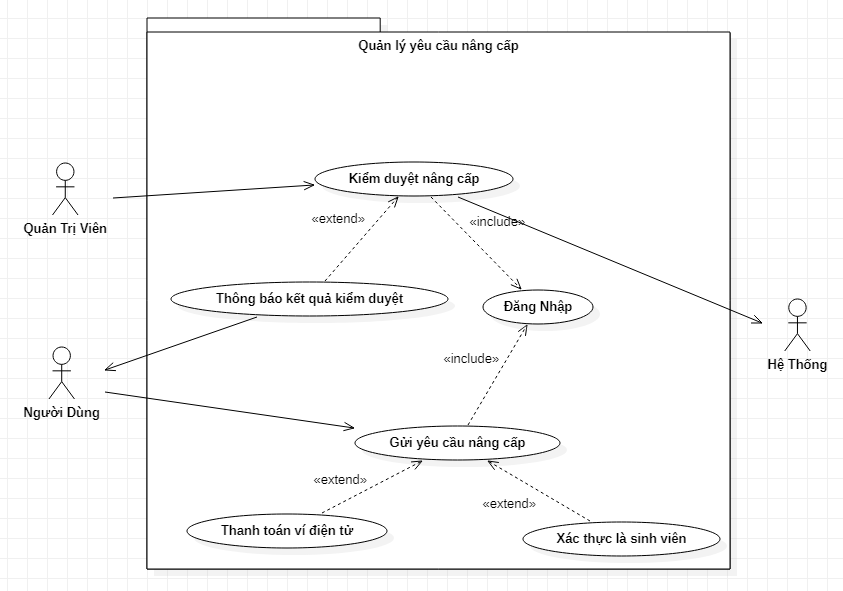 Quản lý yêu cầu nâng cấp
Kiểm duyệt nâng cấp
Quản Trị Viên
«extend»
«include»
Thông báo kết quả kiểm duyệt
Đăng Nhập
Hệ Thống
«include»
Người Dùng
Gửi yêu cầu nâng cấp
«extend»
«extend»
Thanh toán ví điện tử
Xác thực là sinh viên